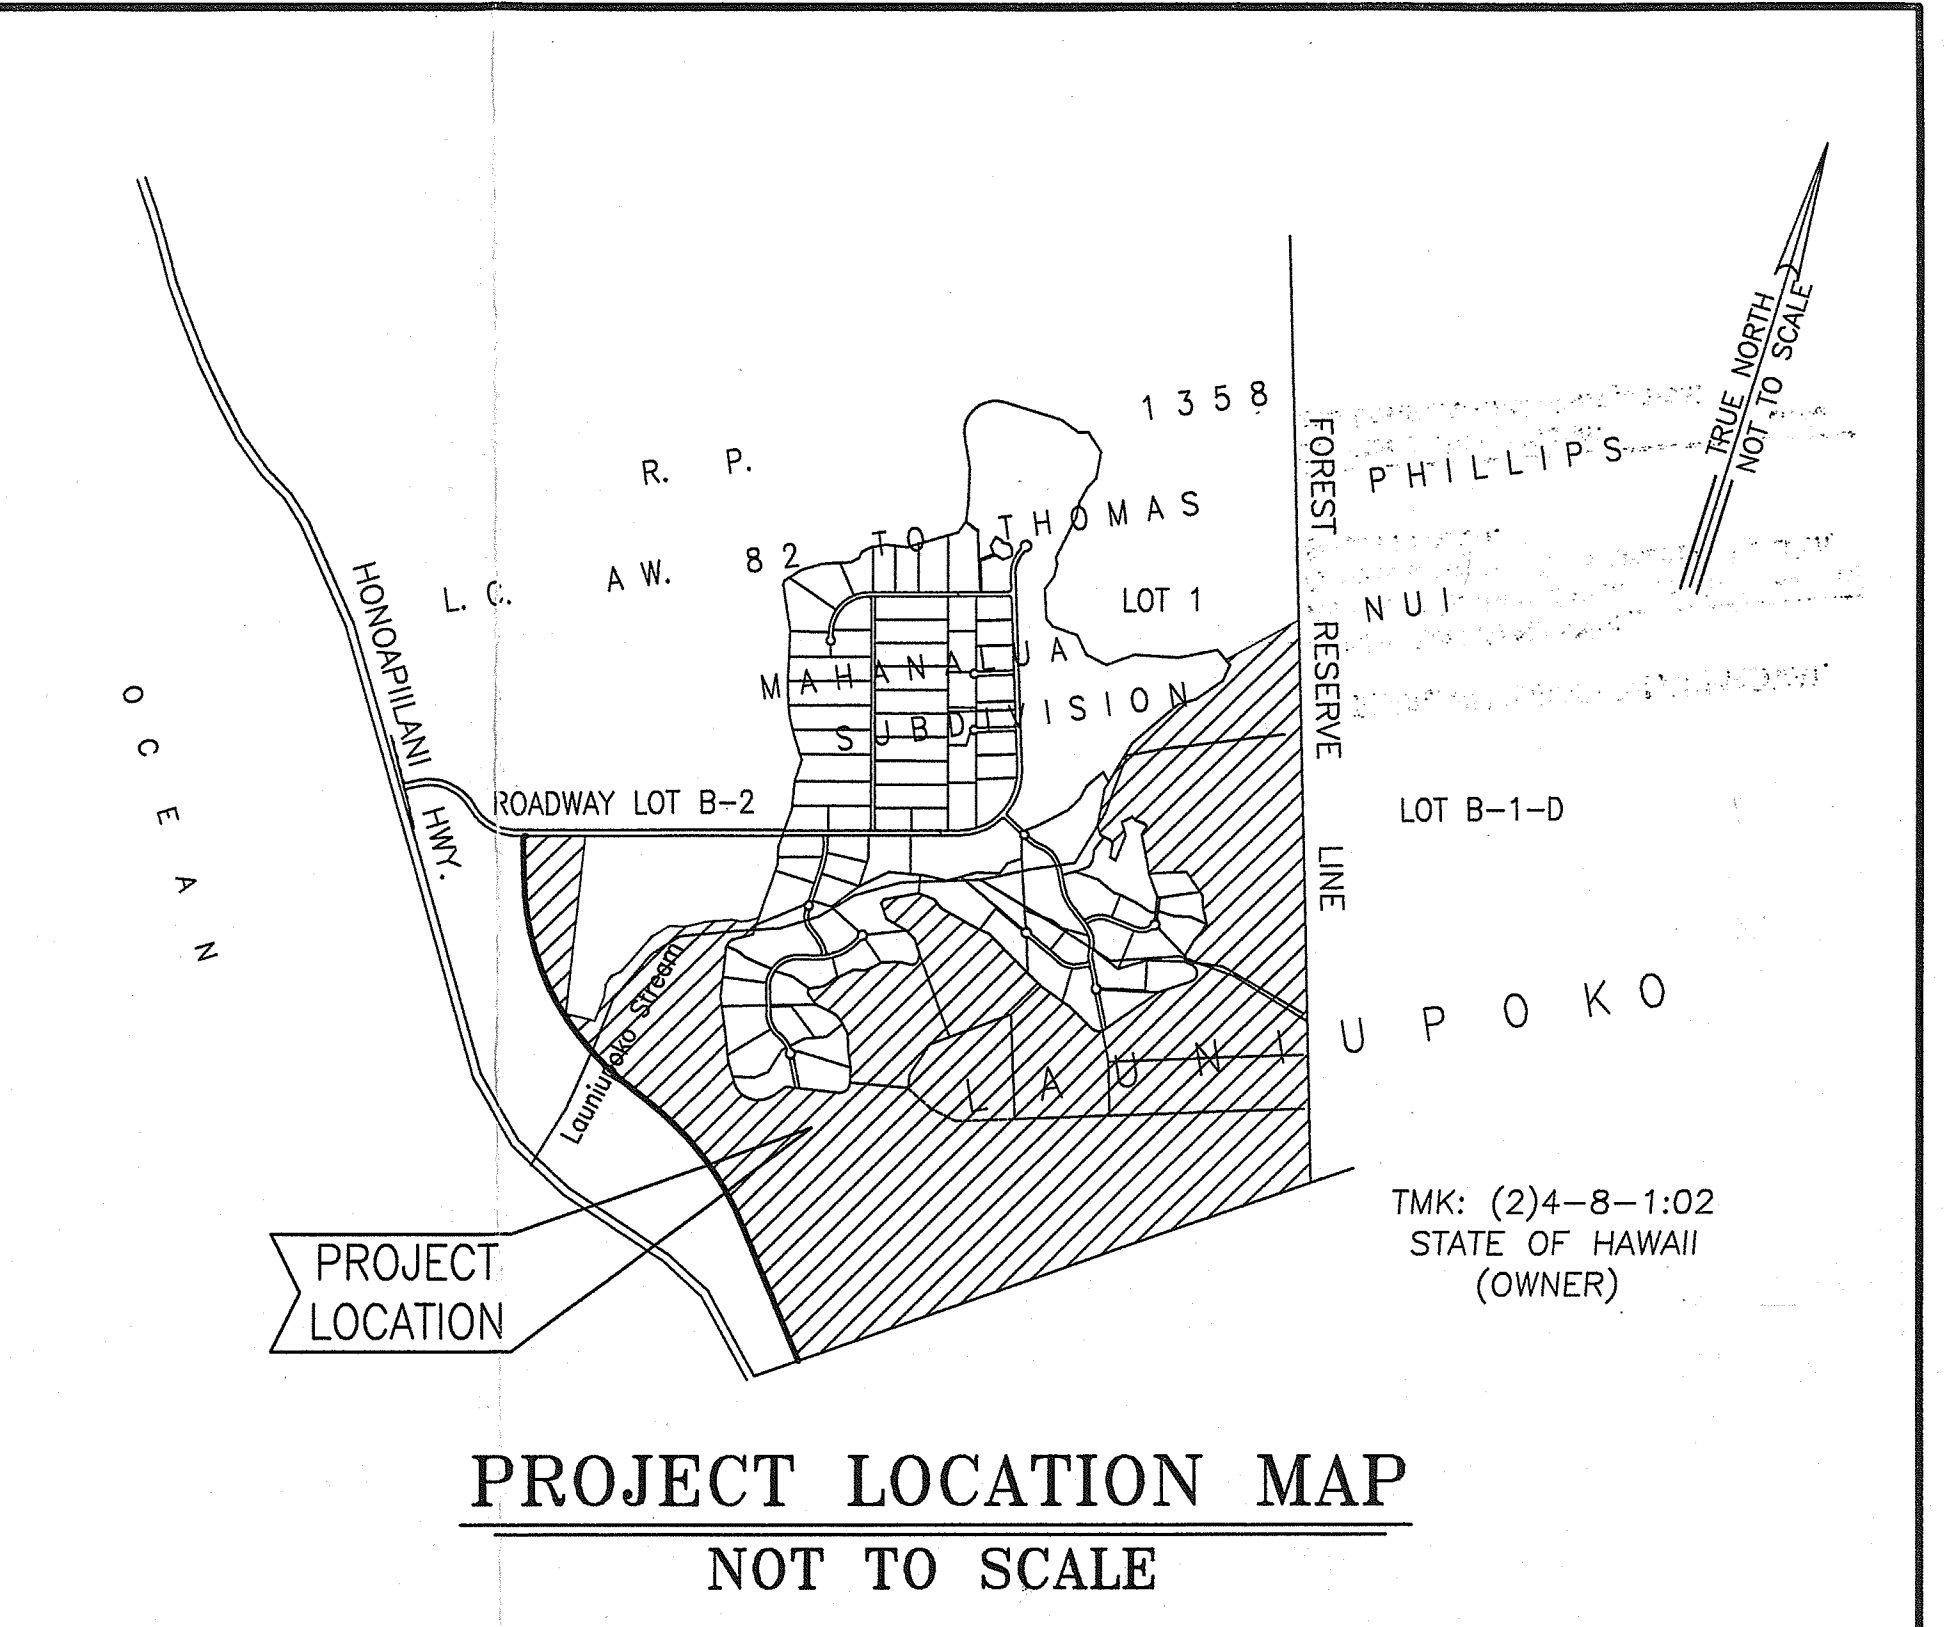 R. P. 1358
L. C. AW. 82 TO THOMAS PHILLIPS
LOT 1
NUI
MAHANALUA
SUBDIVISION
FOREST RESERVE LINE
TRUE NORTH
NOT TO SCALE
HONOAPIILANI HWY.
OCEAN
ROADWAY LOT B-2
LOT B-1-D
Launiupoko Stream
LAUNIUPOKO
TMK: (2)4-8-1:02
STATE OF HAWAII
(OWNER)
PROJECT
LOCATION
PROJECT LOCATION MAP
NOT TO SCALE